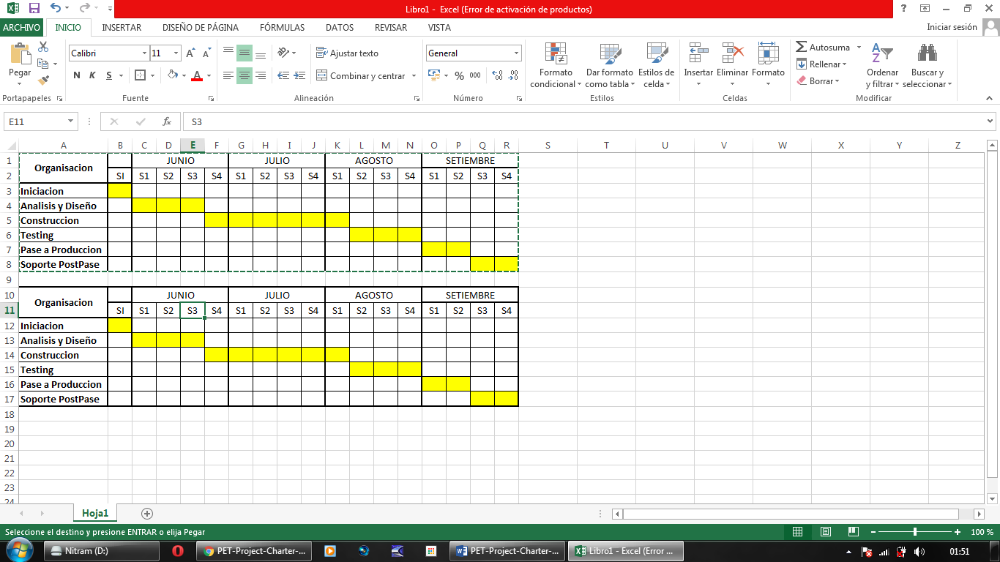 Libro1 - Excel (Error de activación de productos)
ARCHIVO INICIO INSERTAR DISEÑO DE PÁGINA FÓRMULAS DATOS REVISAR VISTA Iniciar sesión
Calibri 11 Ajustar texto General Autosuma
Pegar Formato condicional Dar formato como tabla Estilos de celda Insertar Eliminar Formato Rellenar Ordenar y filtrar Buscar y seleccionar
N K S Combinar y centrar % 000 Borrar
Portapapeles Fuente Alineación Número Estilos Celdas Modificar
E11 fx S3
A B C D E F G H I J K L M N O P Q R S T U V W X Y Z
1 Organisacion JUNIO JULIO AGOSTO SETIEMBRE
2 SI S1 S2 S3 S4 S1 S2 S3 S4 S1 S2 S3 S4 S1 S2 S3 S4
3 Iniciacion
4 Analisis y Diseño
5 Construccion
6 Testing
7 Pase a Produccion
8 Soporte PostPase
9
10 Organisacion JUNIO JULIO AGOSTO SETIEMBRE
11 SI S1 S2 S3 S4 S1 S2 S3 S4 S1 S2 S3 S4 S1 S2 S3 S4
12 Iniciacion
13 Analisis y Diseño
14 Construccion
15 Testing
16 Pase a Produccion
17 Soporte PostPase
18
19
20
21
22
23
24
Hoja1
Seleccione el destino y presione ENTRAR o elija Pegar 100 %
Nitram (D:) PET-Project-Charter-... PET-Project-Charter-... Libro1 - Excel (Error ... 01:51